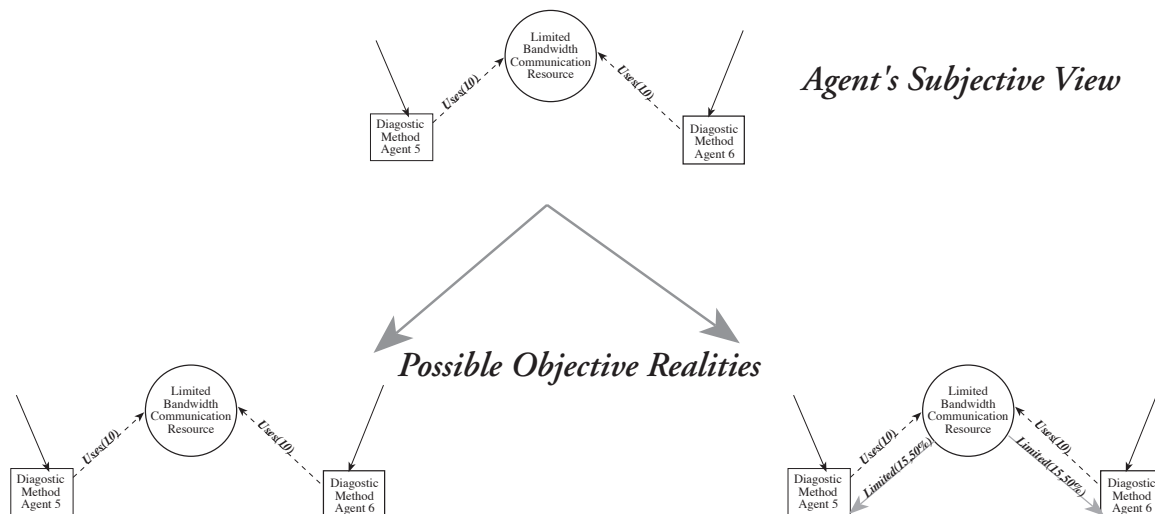 Limited
Bandwidth
Communication
Resource
Uses(10)
Uses(10)
Diagostic
Method
Agent 5
Diagostic
Method
Agent 6
Agent's Subjective View
Possible Objective Realities
Limited
Bandwidth
Communication
Resource
Uses(10)
Uses(10)
Diagostic
Method
Agent 5
Diagostic
Method
Agent 6
Limited
Bandwidth
Communication
Resource
Uses(10)
Uses(10)
Limited(15,50%)
Limited(15,50%)
Diagostic
Method
Agent 5
Diagostic
Method
Agent 6